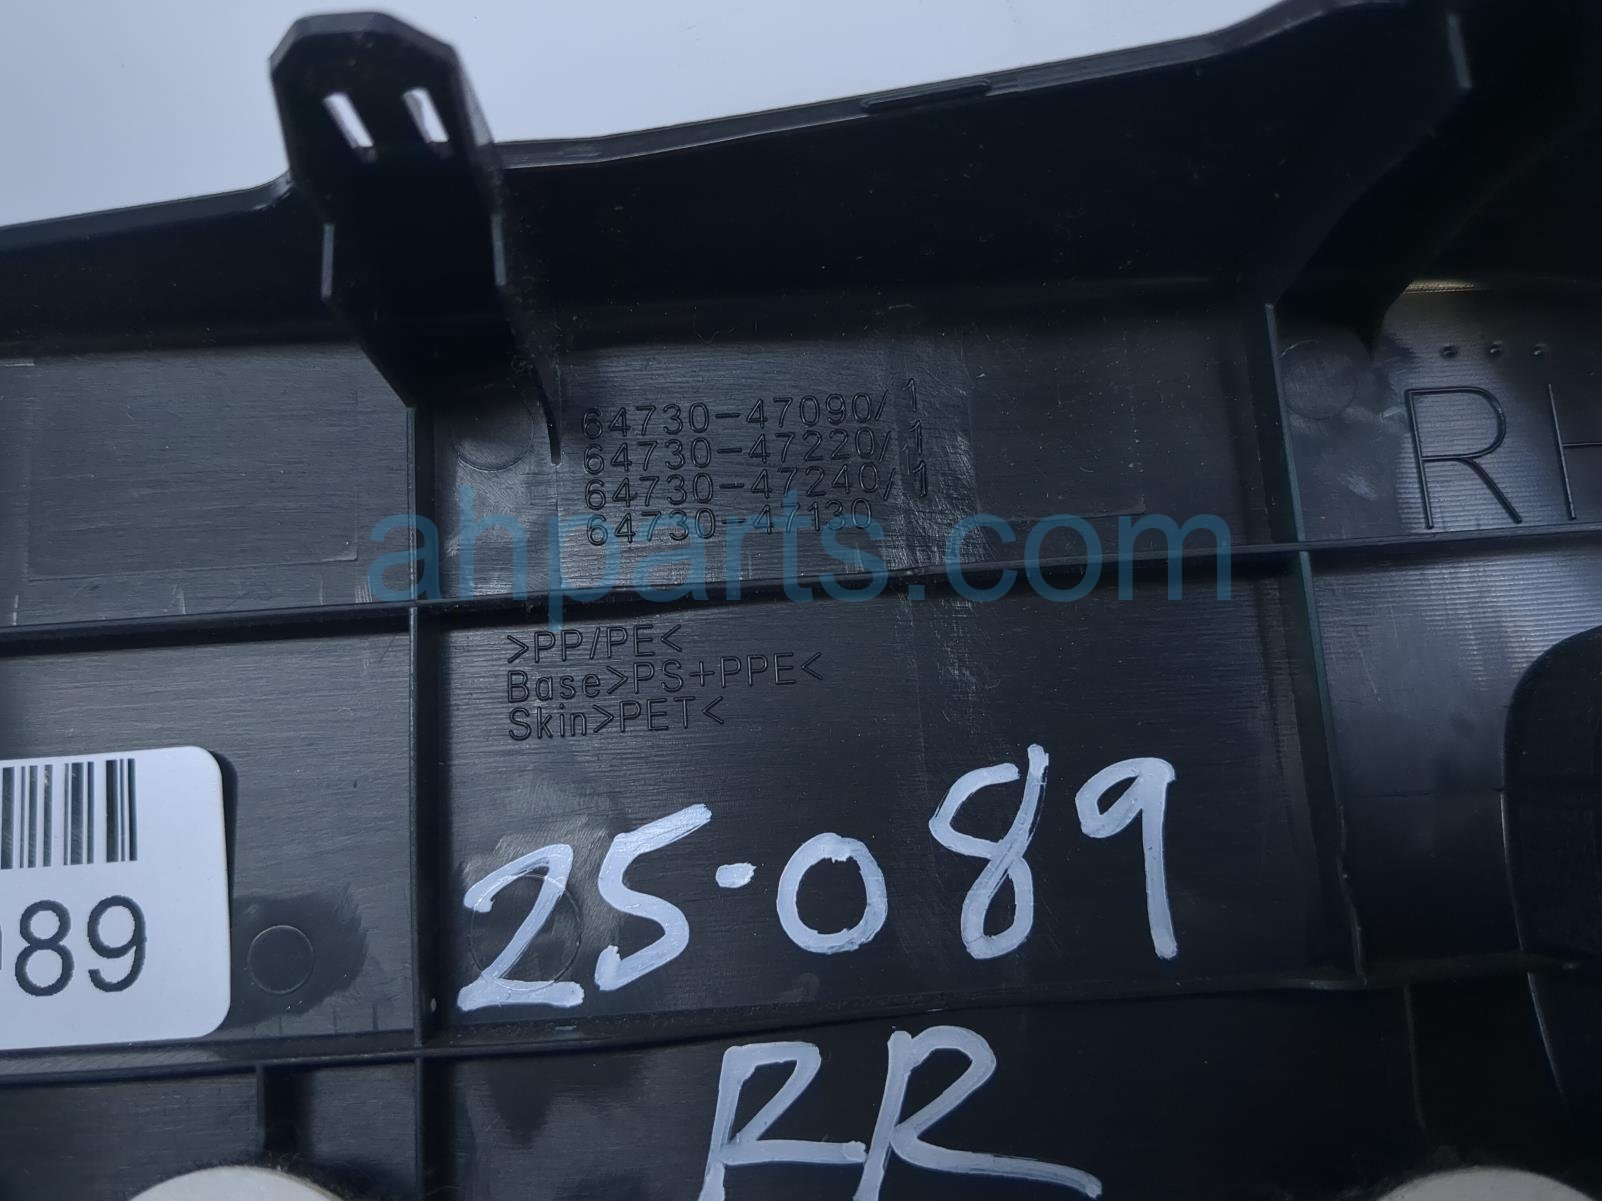 64730-47090/1
64730-47220/1
64730-47240/1
64730-47130
RH
ahparts.com
>PP/PE<
Base>PS+PPE<
Skin>PET<
25-089
89
RR